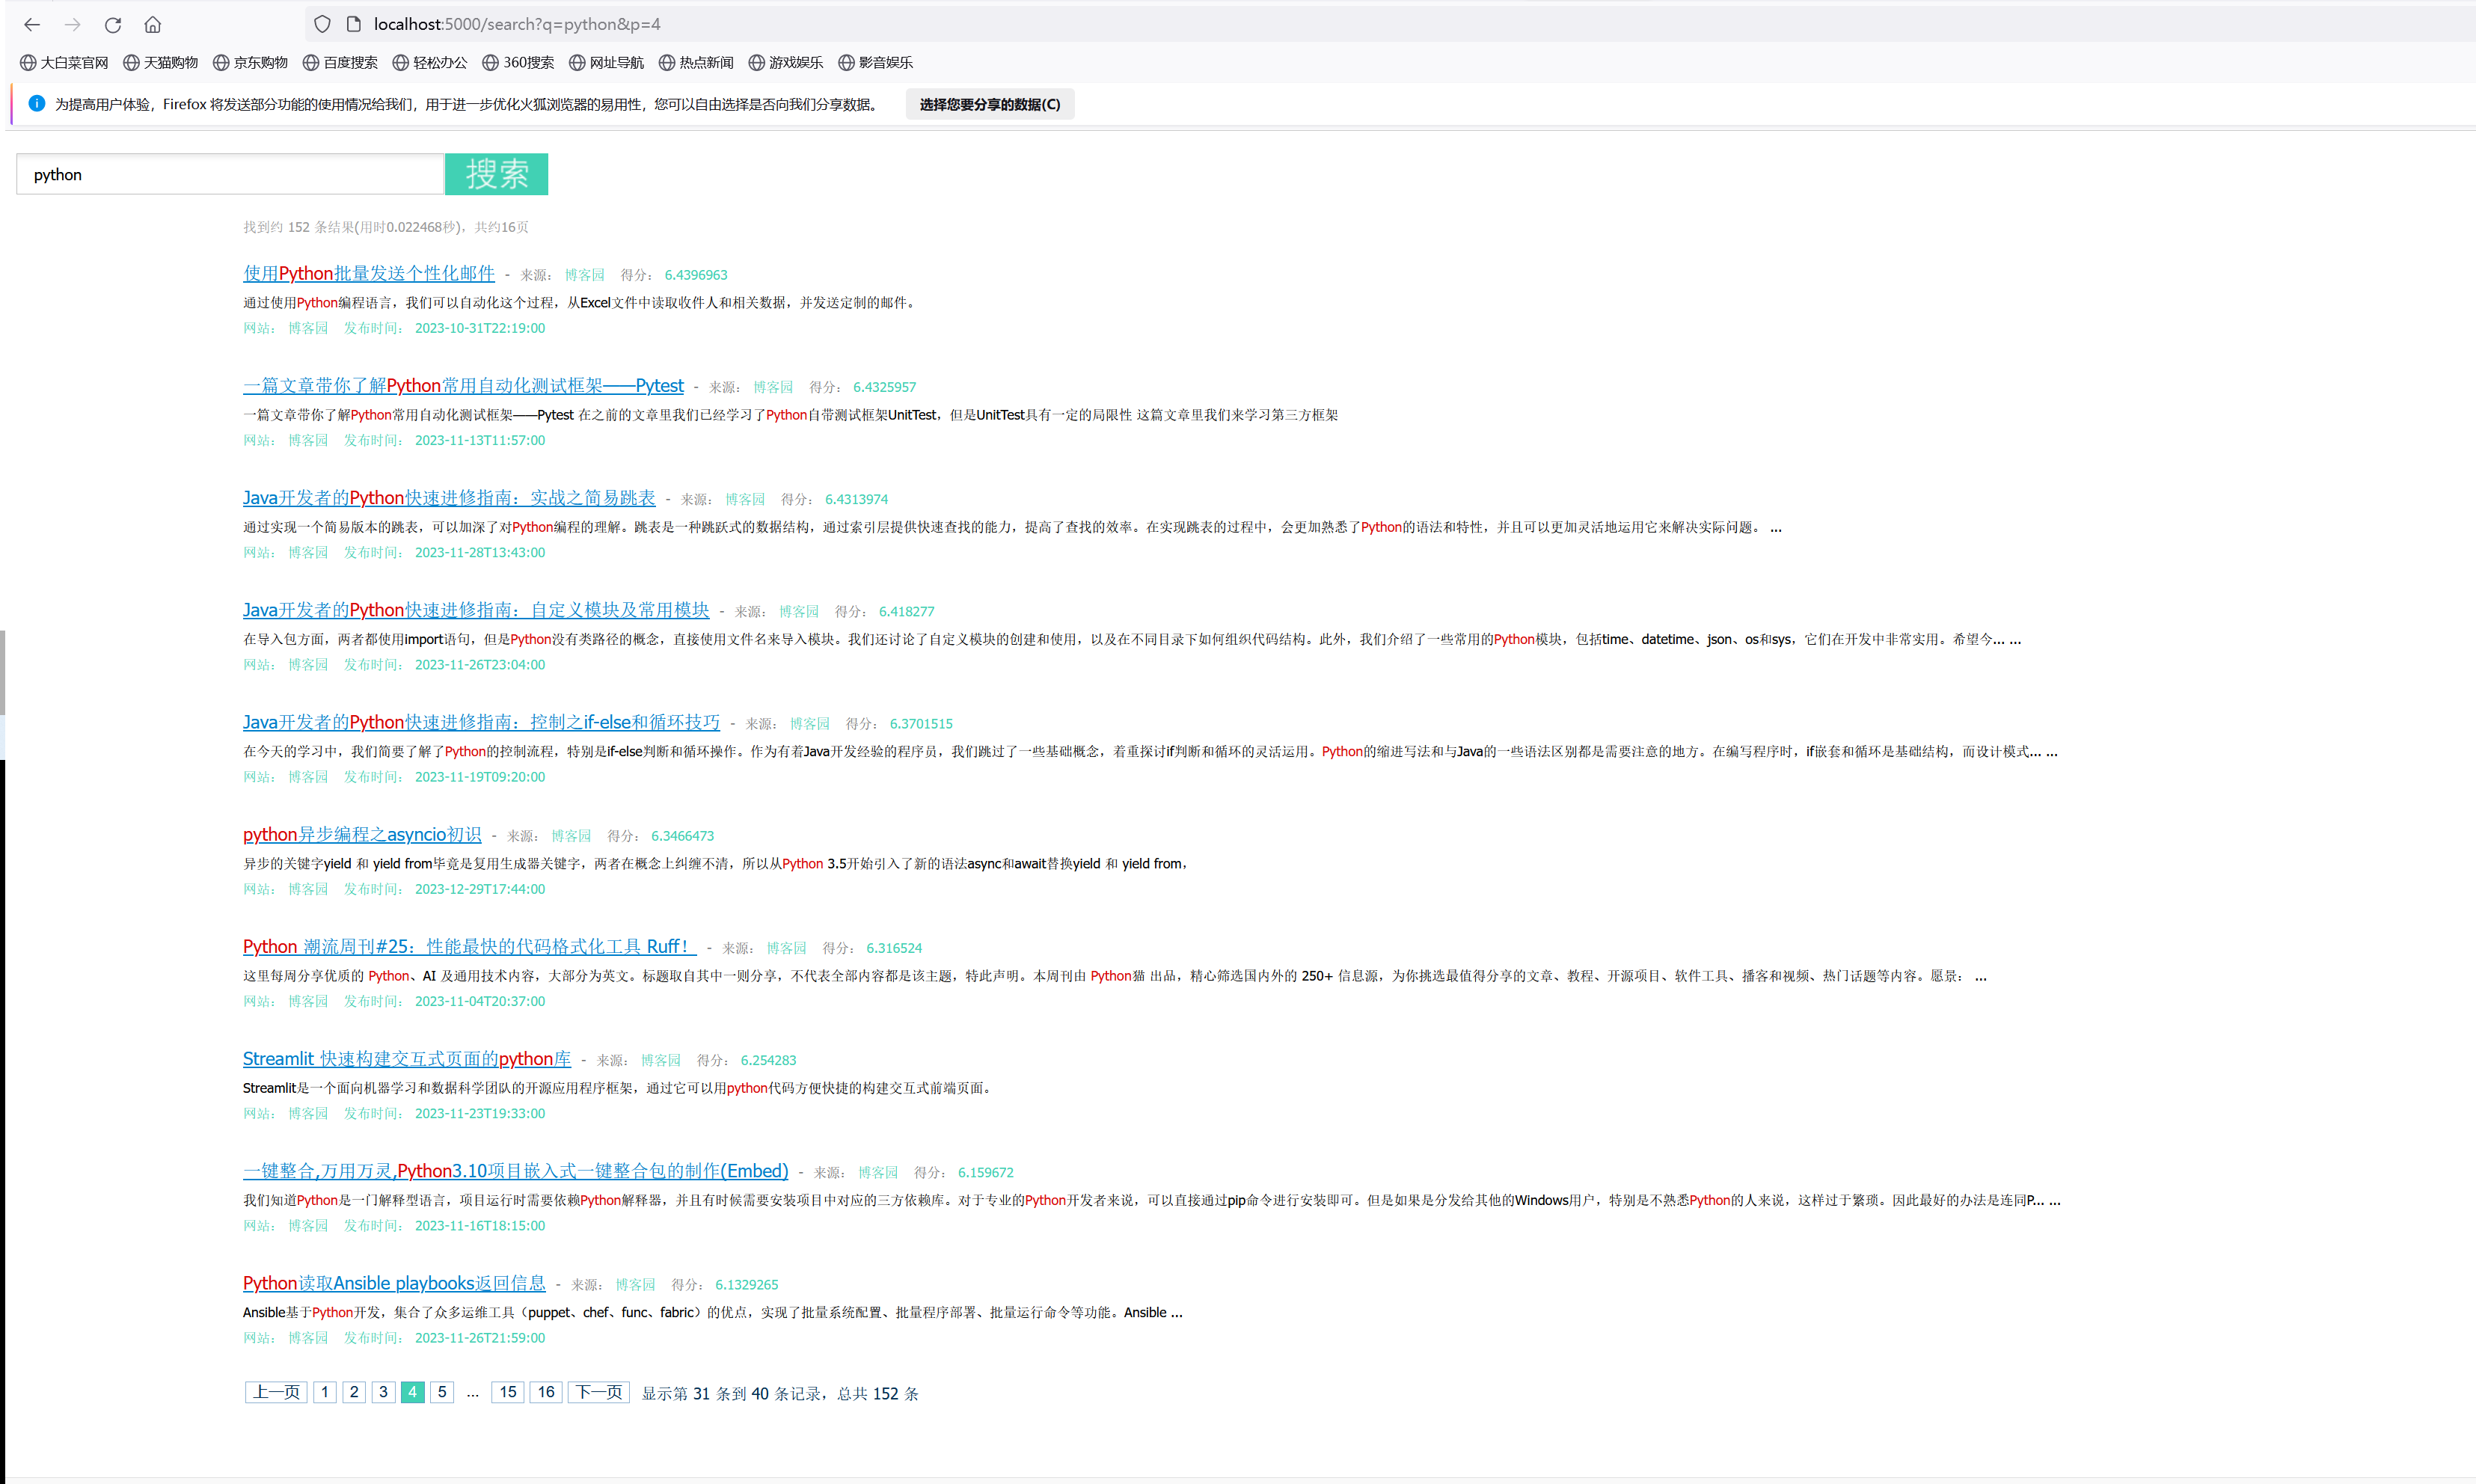 localhost:5000/search?q=python&p=4
大白菜官网 天猫购物 京东购物 百度搜索 轻松办公 360搜索 网址导航 热点新闻 游戏娱乐 影音娱乐
为提高用户体验，Firefox 将发送部分功能的使用情况给我们，用于进一步优化火狐浏览器的易用性，您可以自由选择是否向我们分享数据。 选择您要分享的数据(C)
python 搜索
找到约 152 条结果(用时0.022468秒)，共约16页
使用Python批量发送个性化邮件 - 来源： 博客园 得分： 6.4396963
通过使用Python编程语言，我们可以自动化这个过程，从Excel文件中读取收件人和相关数据，并发送定制的邮件。
网站： 博客园 发布时间： 2023-10-31T22:19:00
一篇文章带你了解Python常用自动化测试框架——Pytest - 来源： 博客园 得分： 6.4325957
一篇文章带你了解Python常用自动化测试框架——Pytest 在之前的文章里我们已经学习了Python自带测试框架UnitTest，但是UnitTest具有一定的局限性 这篇文章里我们来学习第三方框架
网站： 博客园 发布时间： 2023-11-13T11:57:00
Java开发者的Python快速进修指南：实战之简易跳表 - 来源： 博客园 得分： 6.4313974
通过实现一个简易版本的跳表，可以加深了对Python编程的理解。跳表是一种跳跃式的数据结构，通过索引层提供快速查找的能力，提高了查找的效率。在实现跳表的过程中，会更加熟悉了Python的语法和特性，并且可以更加灵活地运用它来解决实际问题。 ...
网站： 博客园 发布时间： 2023-11-28T13:43:00
Java开发者的Python快速进修指南：自定义模块及常用模块 - 来源： 博客园 得分： 6.418277
在导入包方面，两者都使用import语句，但是Python没有类路径的概念，直接使用文件名来导入模块。我们还讨论了自定义模块的创建和使用，以及在不同目录下如何组织代码结构。此外，我们介绍了一些常用的Python模块，包括time、datetime、json、os和sys，它们在开发中非常实用。希望今... ...
网站： 博客园 发布时间： 2023-11-26T23:04:00
Java开发者的Python快速进修指南：控制之if-else和循环技巧 - 来源： 博客园 得分： 6.3701515
在今天的学习中，我们简要了解了Python的控制流程，特别是if-else判断和循环操作。作为有着Java开发经验的程序员，我们跳过了一些基础概念，着重探讨if判断和循环的灵活运用。Python的缩进写法和与Java的一些语法区别都是需要注意的地方。在编写程序时，if嵌套和循环是基础结构，而设计模式... ...
网站： 博客园 发布时间： 2023-11-19T09:20:00
python异步编程之asyncio初识 - 来源： 博客园 得分： 6.3466473
异步的关键字yield 和 yield from毕竟是复用生成器关键字，两者在概念上纠缠不清，所以从Python 3.5开始引入了新的语法async和await替换yield 和 yield from，
网站： 博客园 发布时间： 2023-12-29T17:44:00
Python 潮流周刊#25：性能最快的代码格式化工具 Ruff！ - 来源： 博客园 得分： 6.316524
这里每周分享优质的 Python、AI 及通用技术内容，大部分为英文。标题取自其中一则分享，不代表全部内容都是该主题，特此声明。本周刊由 Python猫 出品，精心筛选国内外的 250+ 信息源，为你挑选最值得分享的文章、教程、开源项目、软件工具、播客和视频、热门话题等内容。愿景： ...
网站： 博客园 发布时间： 2023-11-04T20:37:00
Streamlit 快速构建交互式页面的python库 - 来源： 博客园 得分： 6.254283
Streamlit是一个面向机器学习和数据科学团队的开源应用程序框架，通过它可以用python代码方便快捷的构建交互式前端页面。
网站： 博客园 发布时间： 2023-11-23T19:33:00
一键整合,万用万灵,Python3.10项目嵌入式一键整合包的制作(Embed) - 来源： 博客园 得分： 6.159672
我们知道Python是一门解释型语言，项目运行时需要依赖Python解释器，并且有时候需要安装项目中对应的三方依赖库。对于专业的Python开发者来说，可以直接通过pip命令进行安装即可。但是如果是分发给其他的Windows用户，特别是不熟悉Python的人来说，这样过于繁琐。因此最好的办法是连同P... ...
网站： 博客园 发布时间： 2023-11-16T18:15:00
Python读取Ansible playbooks返回信息 - 来源： 博客园 得分： 6.1329265
Ansible基于Python开发，集合了众多运维工具（puppet、chef、func、fabric）的优点，实现了批量系统配置、批量程序部署、批量运行命令等功能。Ansible ...
网站： 博客园 发布时间： 2023-11-26T21:59:00
上一页 1 2 3 4 5 ... 15 16 下一页 显示第 31 条到 40 条记录，总共 152 条